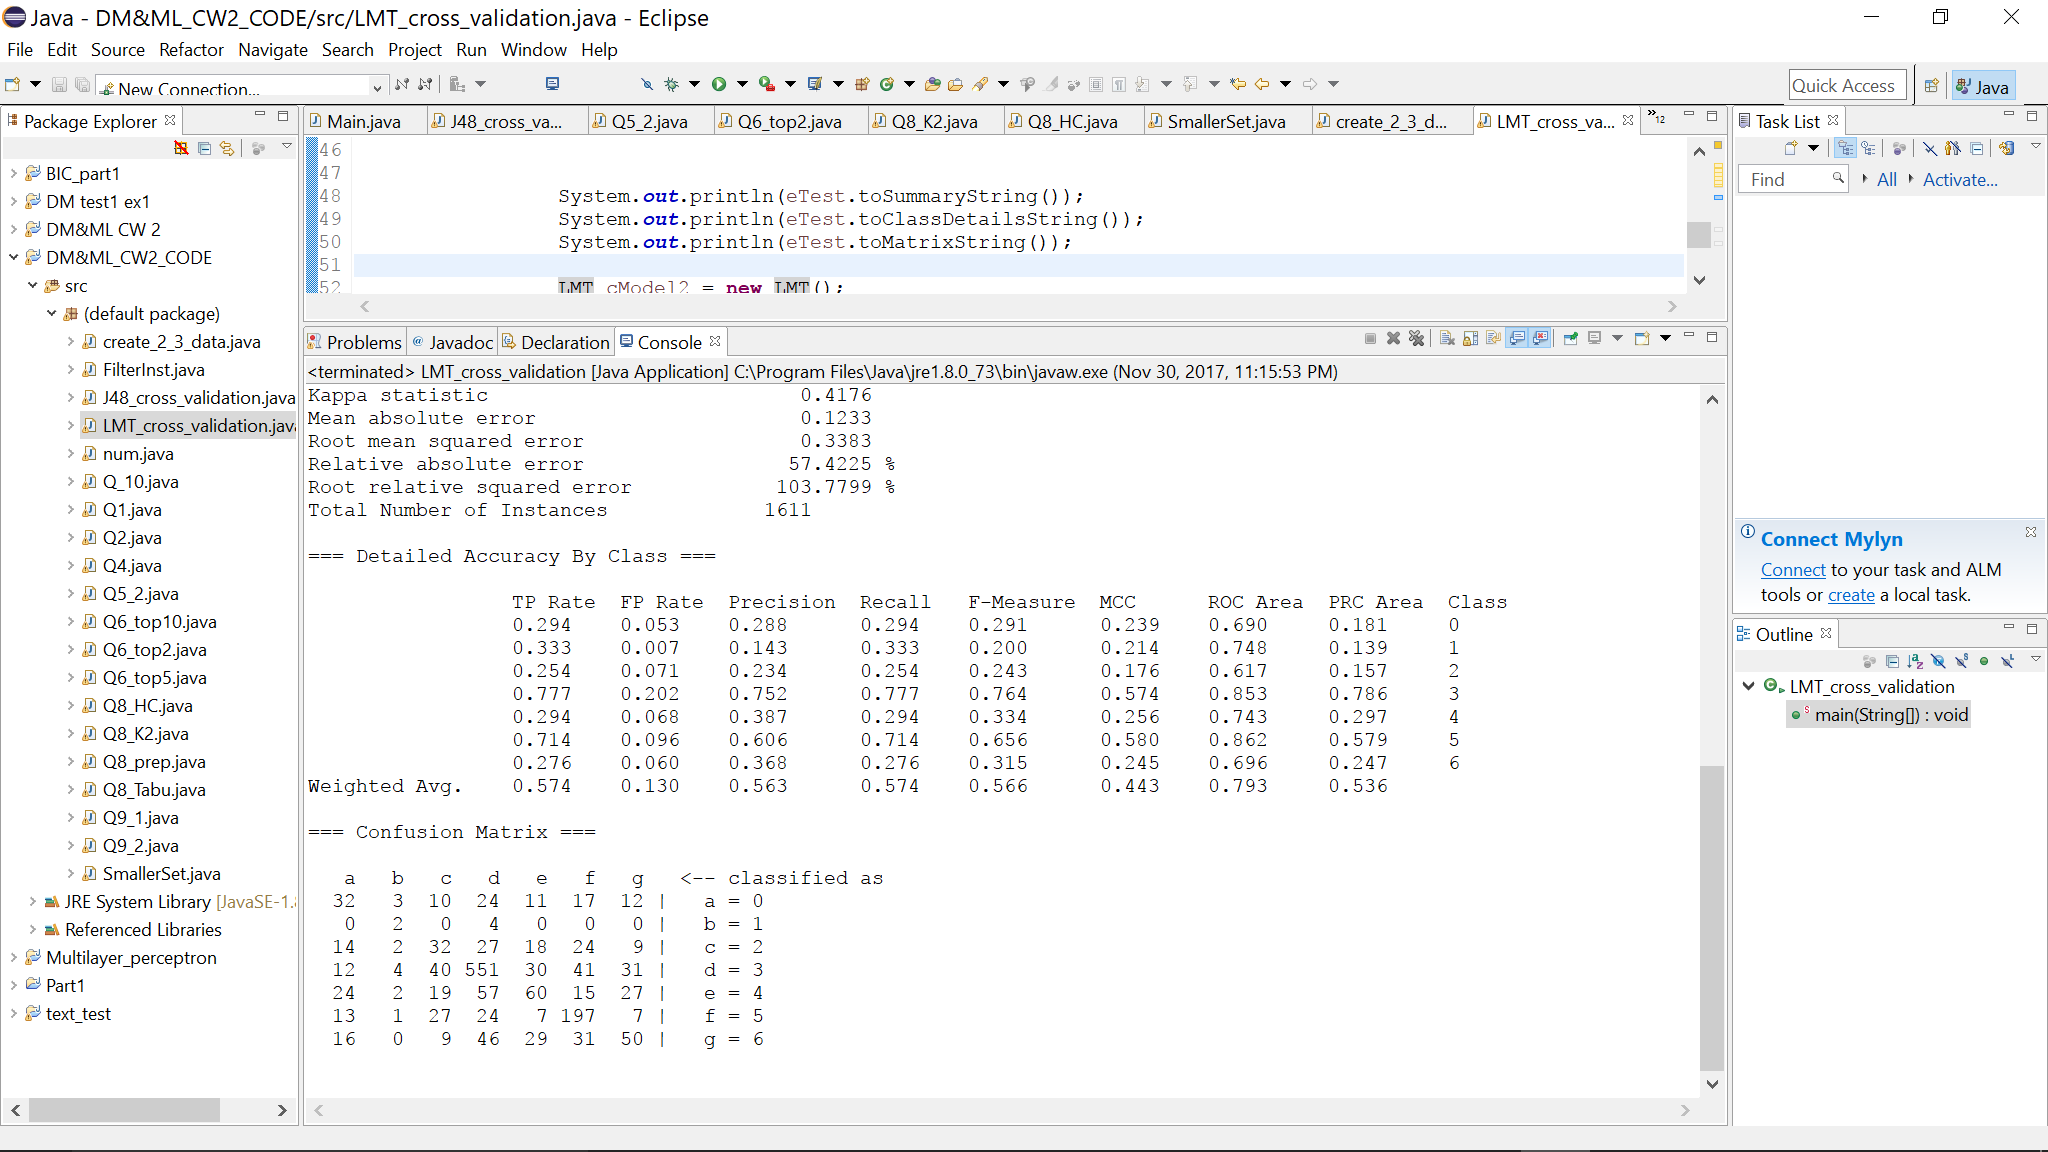 Java - DM&ML_CW2_CODE/src/LMT_cross_validation.java - Eclipse
File Edit Source Refactor Navigate Search Project Run Window Help
New Connection...
Quick Access
Java
Package Explorer
BIC_part1
DM test1 ex1
DM&ML CW 2
DM&ML_CW2_CODE
src
(default package)
create_2_3_data.java
FilterInst.java
J48_cross_validation.java
LMT_cross_validation.jav
num.java
Q_10.java
Q1.java
Q2.java
Q4.java
Q5_2.java
Q6_top10.java
Q6_top2.java
Q6_top5.java
Q8_HC.java
Q8_K2.java
Q8_prep.java
Q8_Tabu.java
Q9_1.java
Q9_2.java
SmallerSet.java
JRE System Library [JavaSE-1.
Referenced Libraries
Multilayer_perceptron
Part1
text_test
Main.java J48_cross_va... Q5_2.java Q6_top2.java Q8_K2.java Q8_HC.java SmallerSet.java create_2_3_d... LMT_cross_va... »12
46
47
48 System.out.println(eTest.toSummaryString());
49 System.out.println(eTest.toClassDetailsString());
50 System.out.println(eTest.toMatrixString());
51
52 LMT cModel2 = new LMT();
Problems @ Javadoc Declaration Console
<terminated> LMT_cross_validation [Java Application] C:\Program Files\Java\jre1.8.0_73\bin\javaw.exe (Nov 30, 2017, 11:15:53 PM)
Kappa statistic 0.4176
Mean absolute error 0.1233
Root mean squared error 0.3383
Relative absolute error 57.4225 %
Root relative squared error 103.7799 %
Total Number of Instances 1611
=== Detailed Accuracy By Class ===
TP Rate FP Rate Precision Recall F-Measure MCC ROC Area PRC Area Class
0.294 0.053 0.288 0.294 0.291 0.239 0.690 0.181 0
0.333 0.007 0.143 0.333 0.200 0.214 0.748 0.139 1
0.254 0.071 0.234 0.254 0.243 0.176 0.617 0.157 2
0.777 0.202 0.752 0.777 0.764 0.574 0.853 0.786 3
0.294 0.068 0.387 0.294 0.334 0.256 0.743 0.297 4
0.714 0.096 0.606 0.714 0.656 0.580 0.862 0.579 5
0.276 0.060 0.368 0.276 0.315 0.245 0.696 0.247 6
Weighted Avg. 0.574 0.130 0.563 0.574 0.566 0.443 0.793 0.536
=== Confusion Matrix ===
a b c d e f g <-- classified as
32 3 10 24 11 17 12 | a = 0
0 2 0 4 0 0 0 | b = 1
14 2 32 27 18 24 9 | c = 2
12 4 40 551 30 41 31 | d = 3
24 2 19 57 60 15 27 | e = 4
13 1 27 24 7 197 7 | f = 5
16 0 9 46 29 31 50 | g = 6
Task List
Find All Activate...
Connect Mylyn
Connect to your task and ALM
tools or create a local task.
Outline
LMT_cross_validation
main(String[]) : void